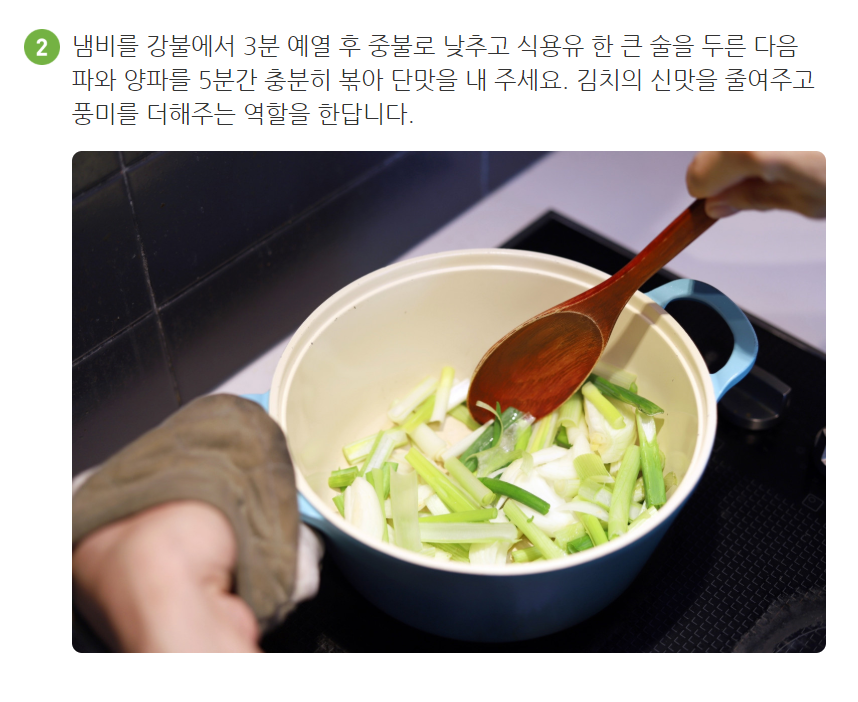 2 냄비를 강불에서 3분 예열 후 중불로 낮추고 식용유 한 큰 술을 두른 다음
파와 양파를 5분간 충분히 볶아 단맛을 내 주세요. 김치의 신맛을 줄여주고
풍미를 더해주는 역할을 한답니다.